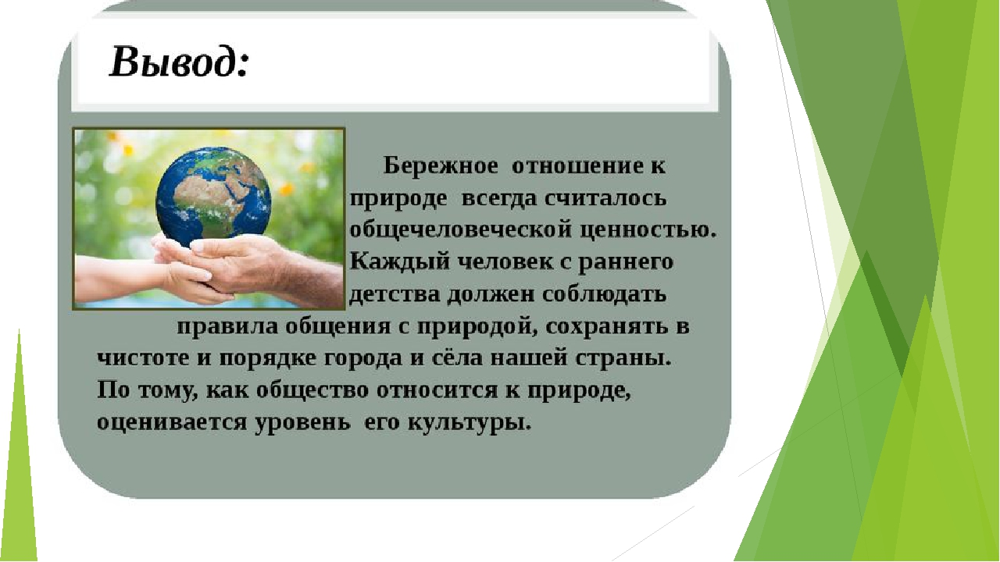 Вывод:
Бережное отношение к
природе всегда считалось
общечеловеческой ценностью.
Каждый человек с раннего
детства должен соблюдать
правила общения с природой, сохранять в
чистоте и порядке города и сёла нашей страны.
По тому, как общество относится к природе,
оценивается уровень его культуры.